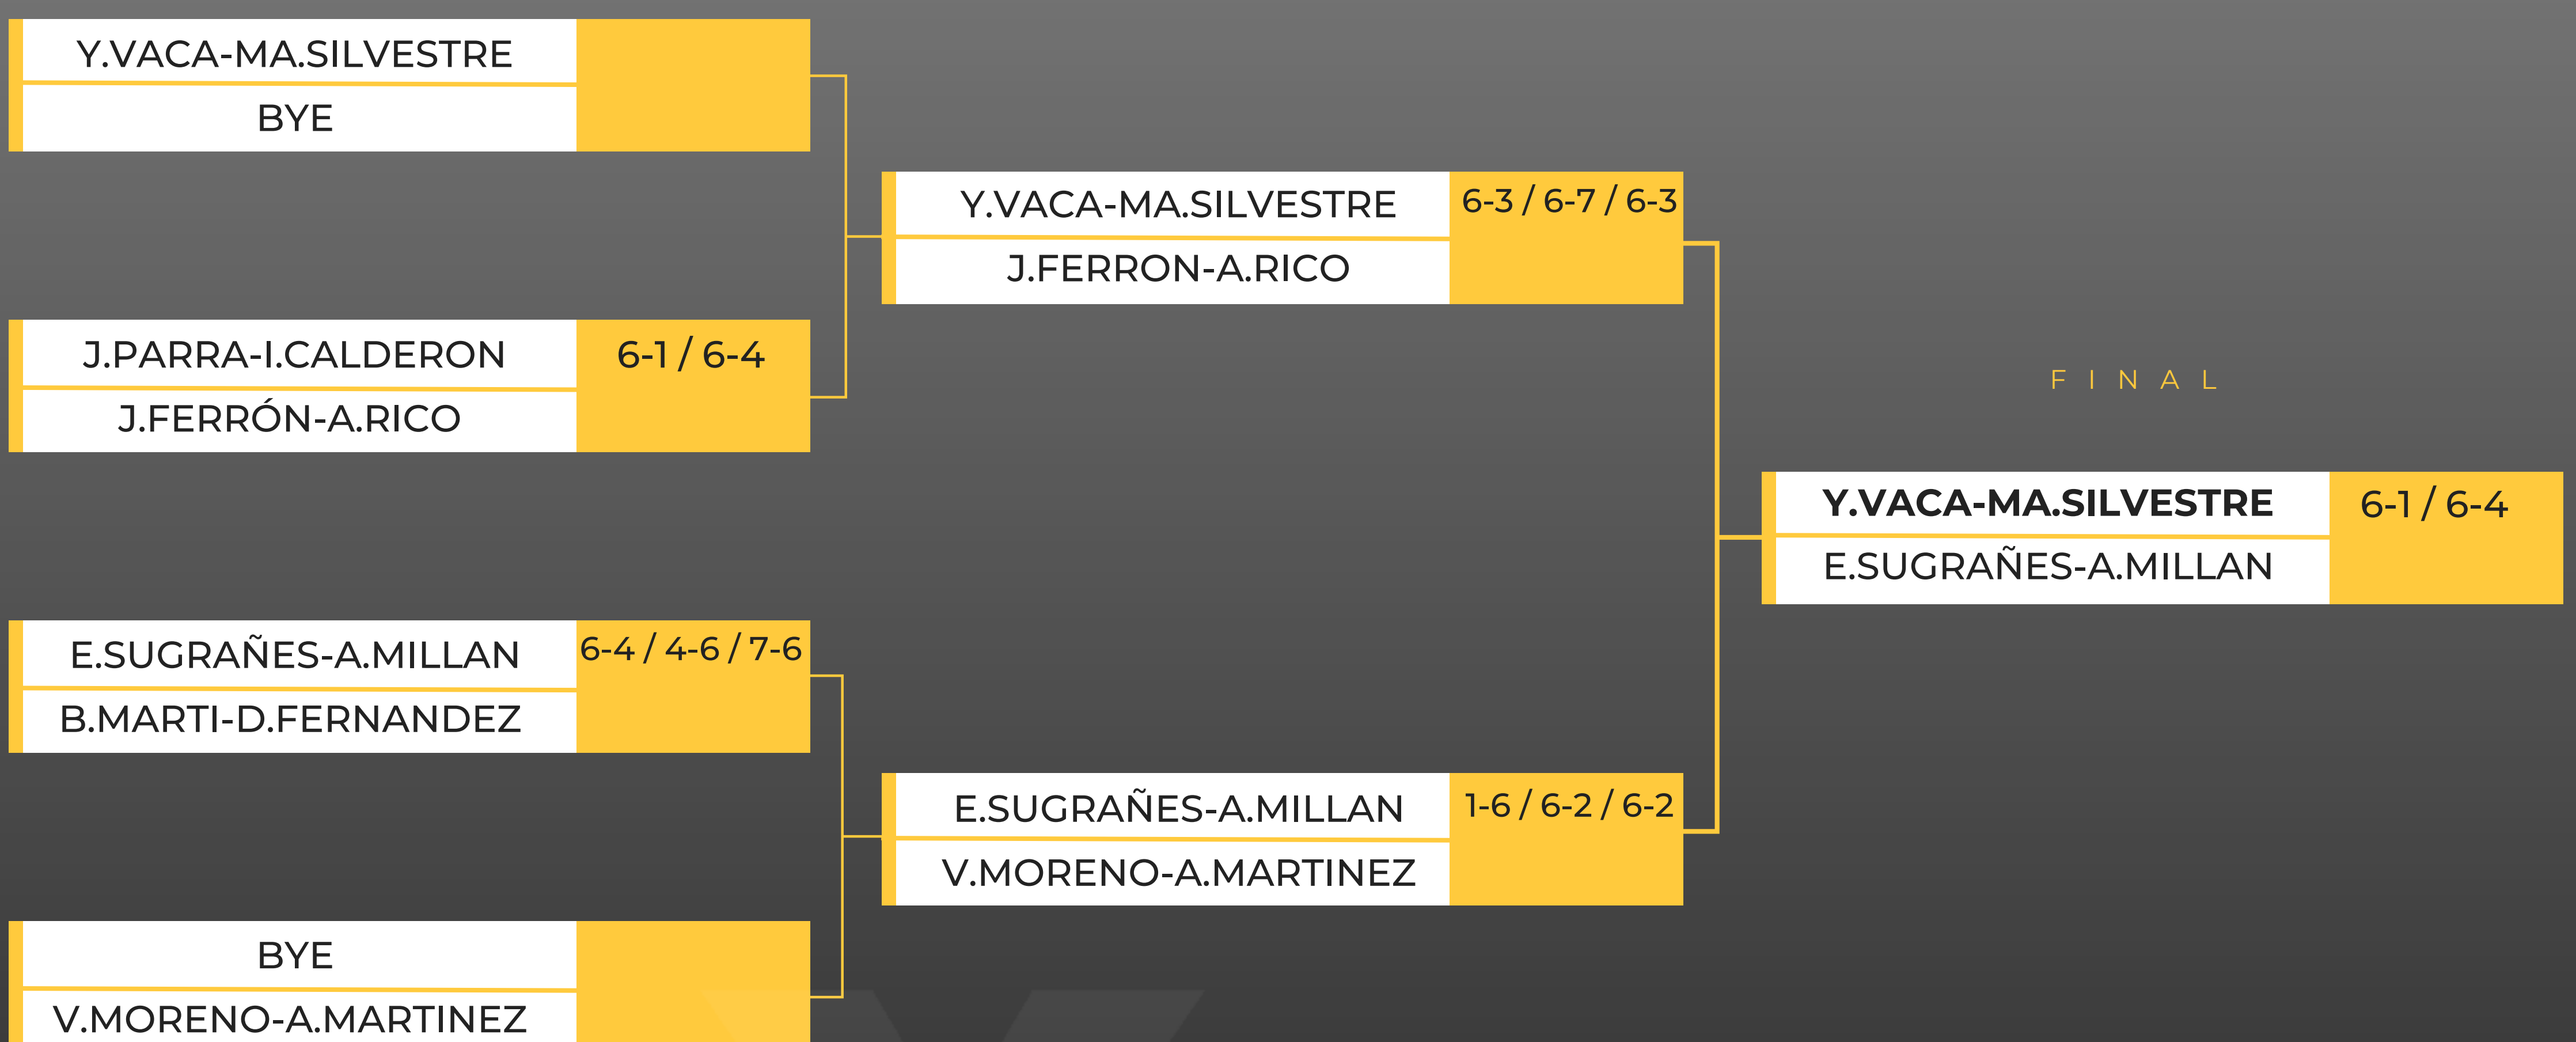 Y.VACA-MA.SILVESTRE
BYE
J.PARRA-I.CALDERON 6-1 / 6-4
J.FERRÓN-A.RICO
E.SUGRAÑES-A.MILLAN 6-4 / 4-6 / 7-6
B.MARTI-D.FERNANDEZ
BYE
V.MORENO-A.MARTINEZ
Y.VACA-MA.SILVESTRE 6-3 / 6-7 / 6-3
J.FERRON-A.RICO
E.SUGRAÑES-A.MILLAN 1-6 / 6-2 / 6-2
V.MORENO-A.MARTINEZ
FINAL
Y.VACA-MA.SILVESTRE 6-1 / 6-4
E.SUGRAÑES-A.MILLAN